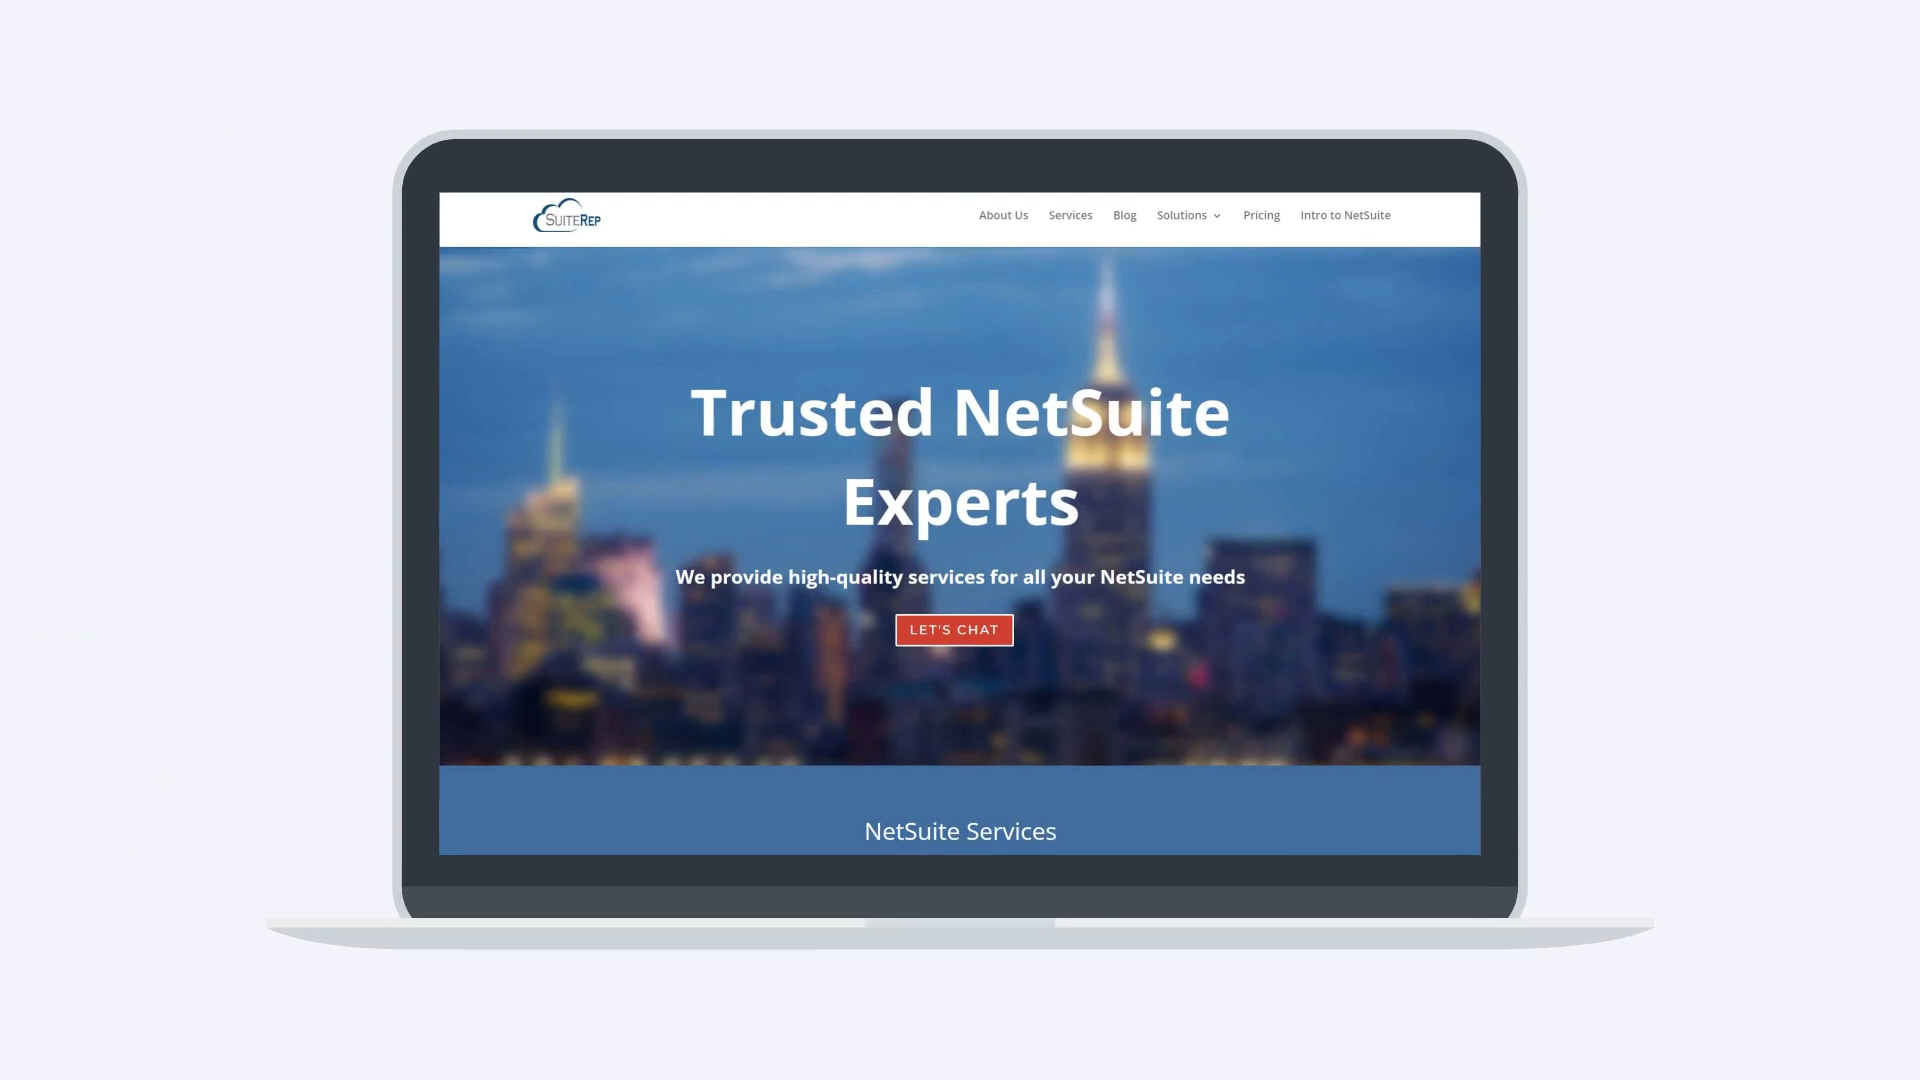 SUITEREP
About Us Services Blog Solutions Pricing Intro to NetSuite
Trusted NetSuite
Experts
We provide high-quality services for all your NetSuite needs
LET'S CHAT
NetSuite Services